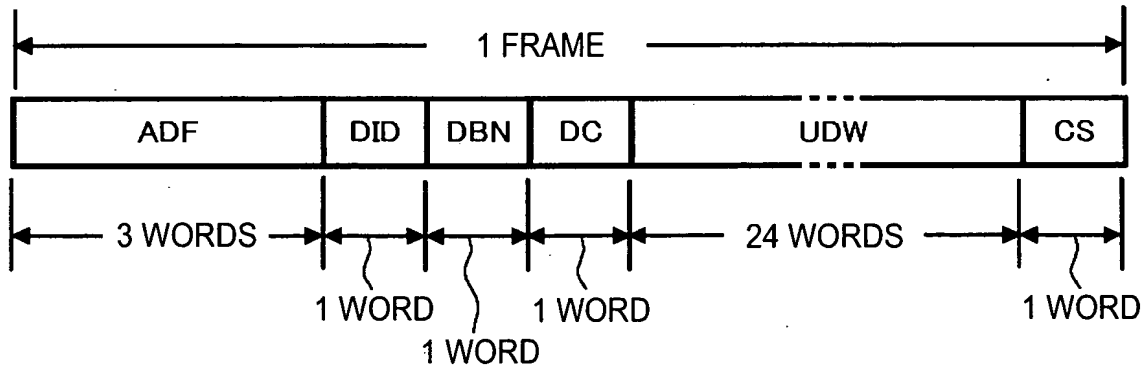 1 FRAME
ADF DID DBN DC UDW CS
3 WORDS 24 WORDS
1 WORD 1 WORD 1 WORD
1 WORD